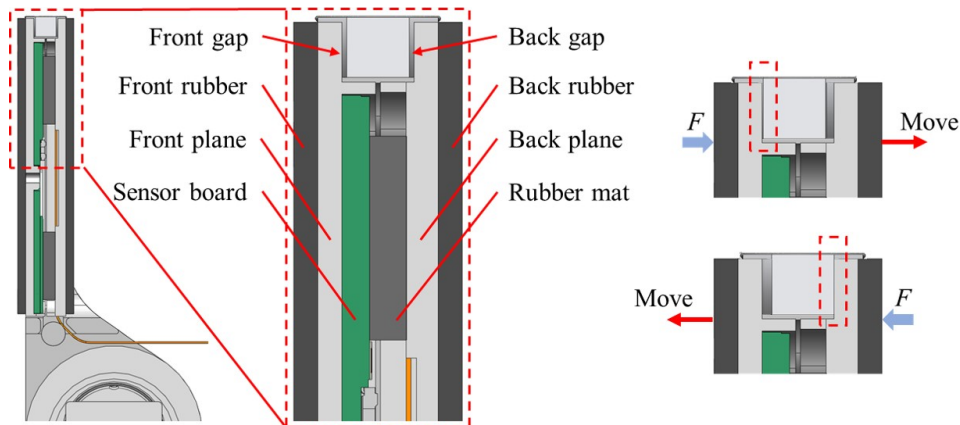 Front gap
Back gap
Front rubber
Back rubber
Front plane
Back plane
Sensor board
Rubber mat
F
Move
Move
F